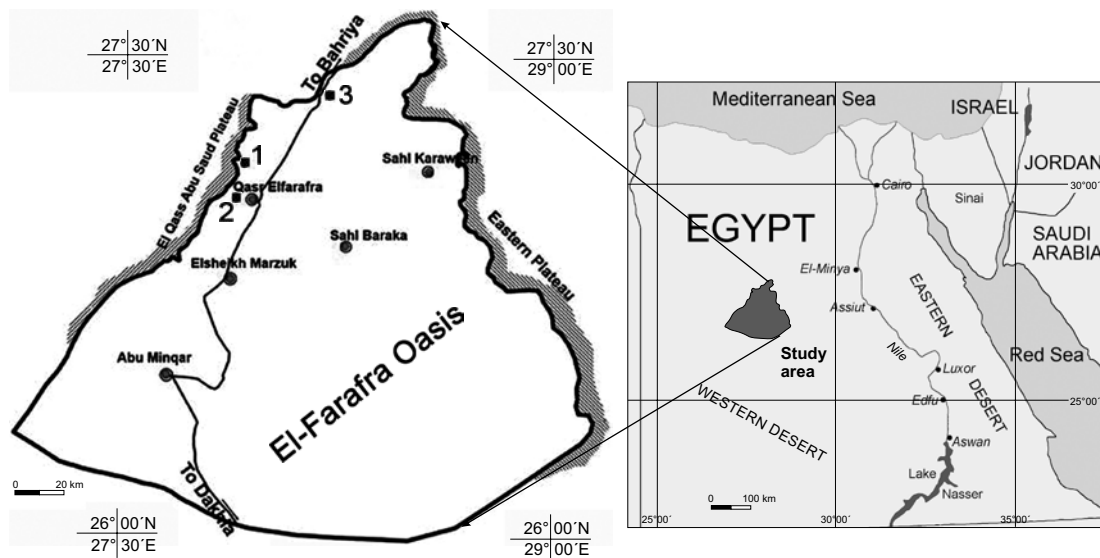 27° 30´N
27° 30´E
27° 30´N
29° 00´E
To Bahriya
3
El Qass Abu Saud Plateau
1
Sahl Karawein
Qasr Elfarafra
2
Sahl Baraka
Elsheikh Marzuk
Eastern Plateau
Abu Minqar
El-Farafra Oasis
To Dakhla
0 20 km
26° 00´N
27° 30´E
26° 00´N
29° 00´E
Mediterranean Sea
ISRAEL
JORDAN
Cairo
Sinai
30°00´
EGYPT
SAUDI
ARABIA
El-Minya
EASTERN
DESERT
Assiut
Study
area
Nile
Red Sea
Luxor
WESTERN DESERT
Edfu
25°00´
Aswan
Lake
Nasser
0 100 km
25°00´
30°00´
35°00´